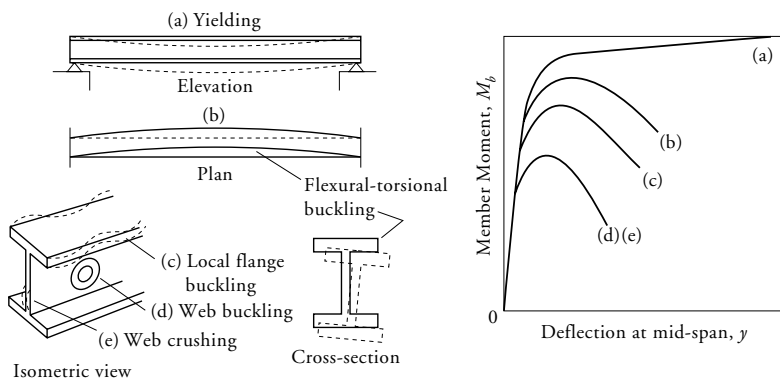 (a) Yielding
Elevation
(b)
Plan
Flexural-torsional
buckling
(c) Local flange
buckling
(d) Web buckling
(e) Web crushing
Isometric view
Cross-section
Member Moment, M_b
(a)
(b)
(c)
(d)(e)
0
Deflection at mid-span, y